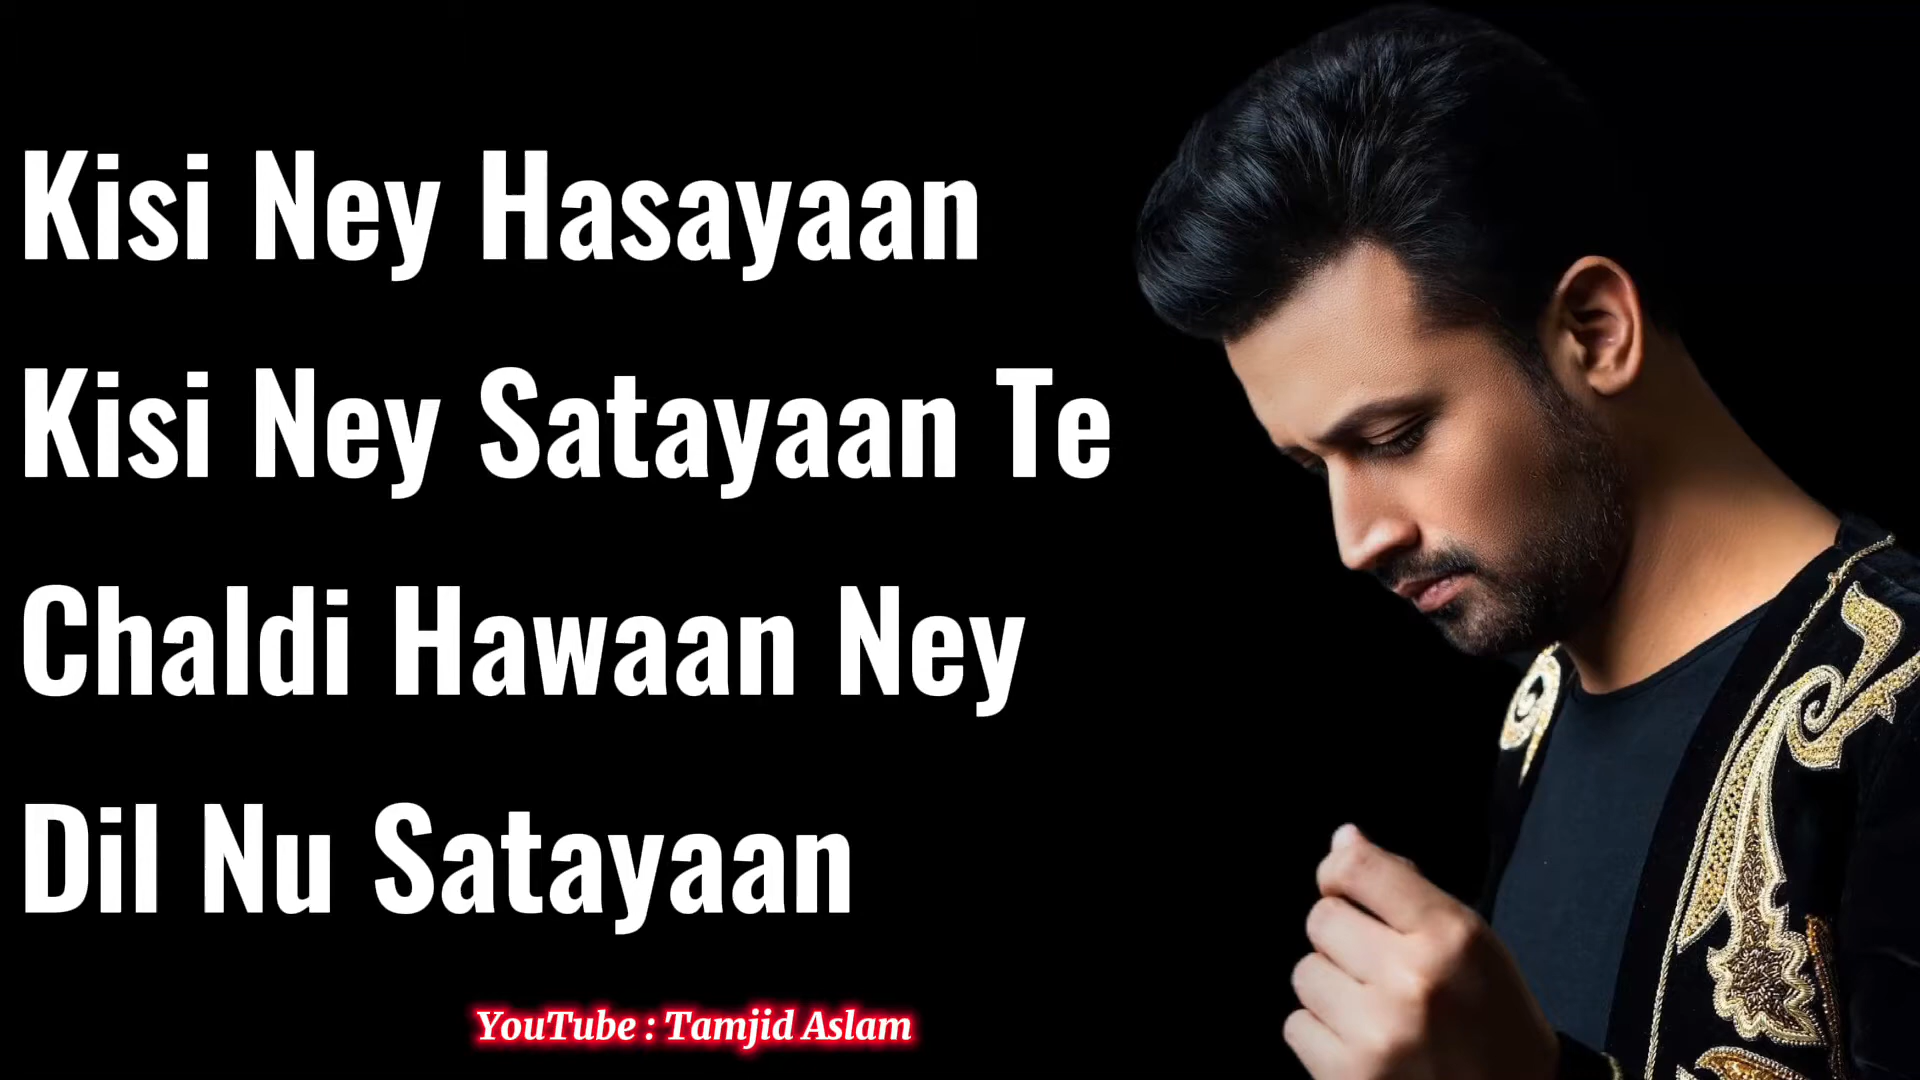 Kisi Ney Hasayaan
Kisi Ney Satayaan Te
Chaldi Hawaan Ney
Dil Nu Satayaan
YouTube : Tamjid Aslam